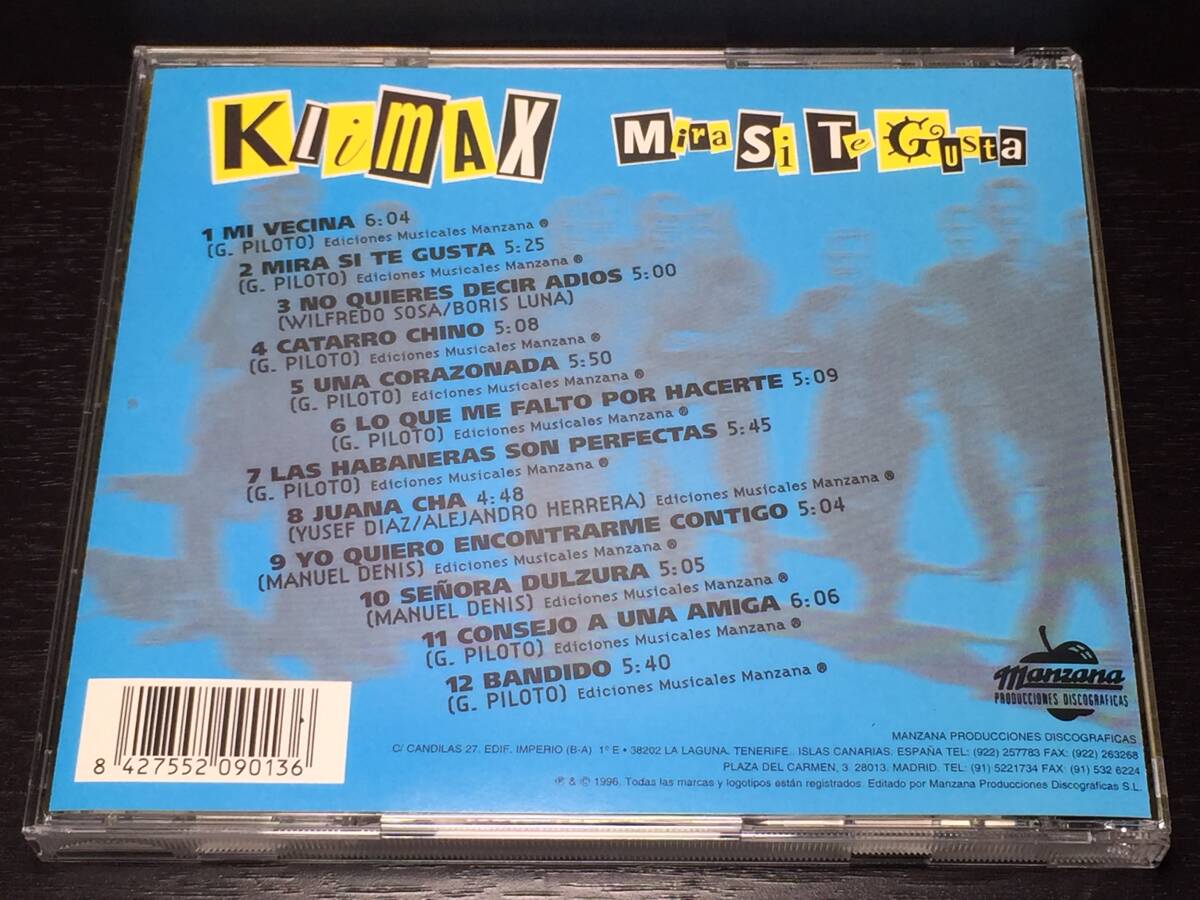 KLiMAX Mira Si Te Gusta
1 MI VECINA 6:04
(G. PILOTO) Ediciones Musicales Manzana ®
2 MIRA SI TE GUSTA 5:25
(G. PILOTO) Ediciones Musicales Manzana ®
3 NO QUIERES DECIR ADIOS 5:00
(WILFREDO SOSA/BORIS LUNA)
4 CATARRO CHINO 5:08
(G. PILOTO) Ediciones Musicales Manzana ®
5 UNA CORAZONADA 5:50
(G. PILOTO) Ediciones Musicales Manzana ®
6 LO QUE ME FALTO POR HACERTE 5:09
(G. PILOTO) Ediciones Musicales Manzana ®
7 LAS HABANERAS SON PERFECTAS 5:45
(G. PILOTO) Ediciones Musicales Manzana ®
8 JUANA CHA 4:48
(YUSEF DIAZ/ALEJANDRO HERRERA) Ediciones Musicales Manzana ®
9 YO QUIERO ENCONTRARME CONTIGO 5:04
(MANUEL DENIS) Ediciones Musicales Manzana ®
10 SEÑORA DULZURA 5:05
(MANUEL DENIS) Ediciones Musicales Manzana ®
11 CONSEJO A UNA AMIGA 6:06
(G. PILOTO) Ediciones Musicales Manzana ®
12 BANDIDO 5:40
(G. PILOTO) Ediciones Musicales Manzana ®
Manzana
PRODUCCIONES DISCOGRAFICAS
8 427552 090136
MANZANA PRODUCCIONES DISCOGRAFICAS
C/ CANDILAS 27. EDIF. IMPERIO (B-A) 1º E • 38202 LA LAGUNA. TENERIFE.. ISLAS CANARIAS. ESPAÑA TEL: (922) 257783 FAX: (922) 263268
PLAZA DEL CARMEN, 3. 28013. MADRID. TEL: (91) 5221734 FAX: (91) 532 6224
℗ & © 1996. Todas las marcas y logotipos están registrados. Editado por Manzana Producciones Discograficas S.L.